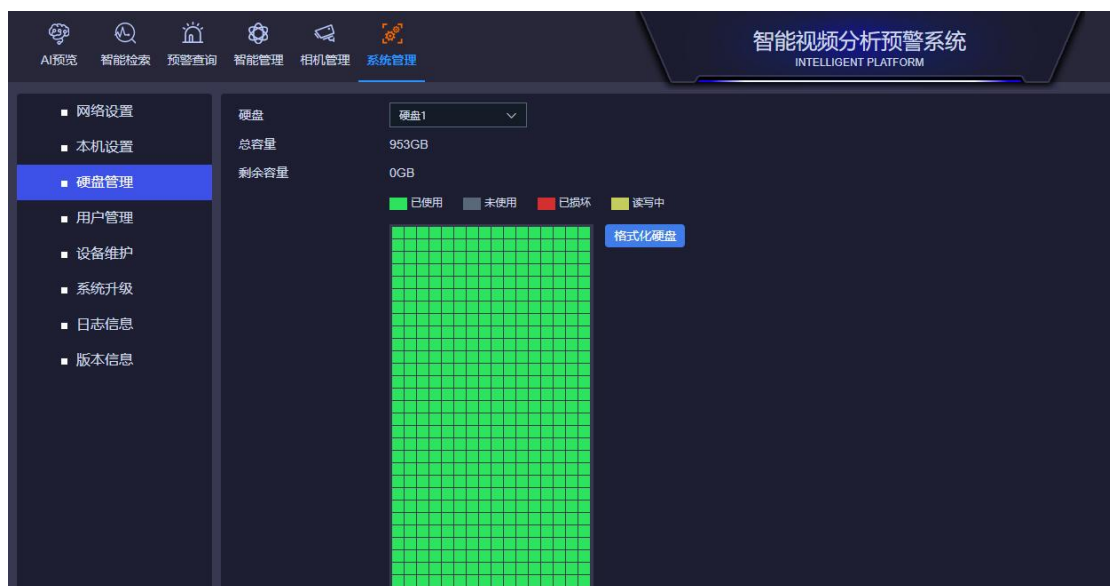 AI预览 智能检索 预警查询 智能管理 相机管理 系统管理
智能视频分析预警系统
INTELLIGENT PLATFORM
网络设置
本机设置
硬盘管理
用户管理
设备维护
系统升级
日志信息
版本信息
硬盘 硬盘1
总容量 953GB
剩余容量 0GB
已使用 未使用 已损坏 读写中
格式化硬盘